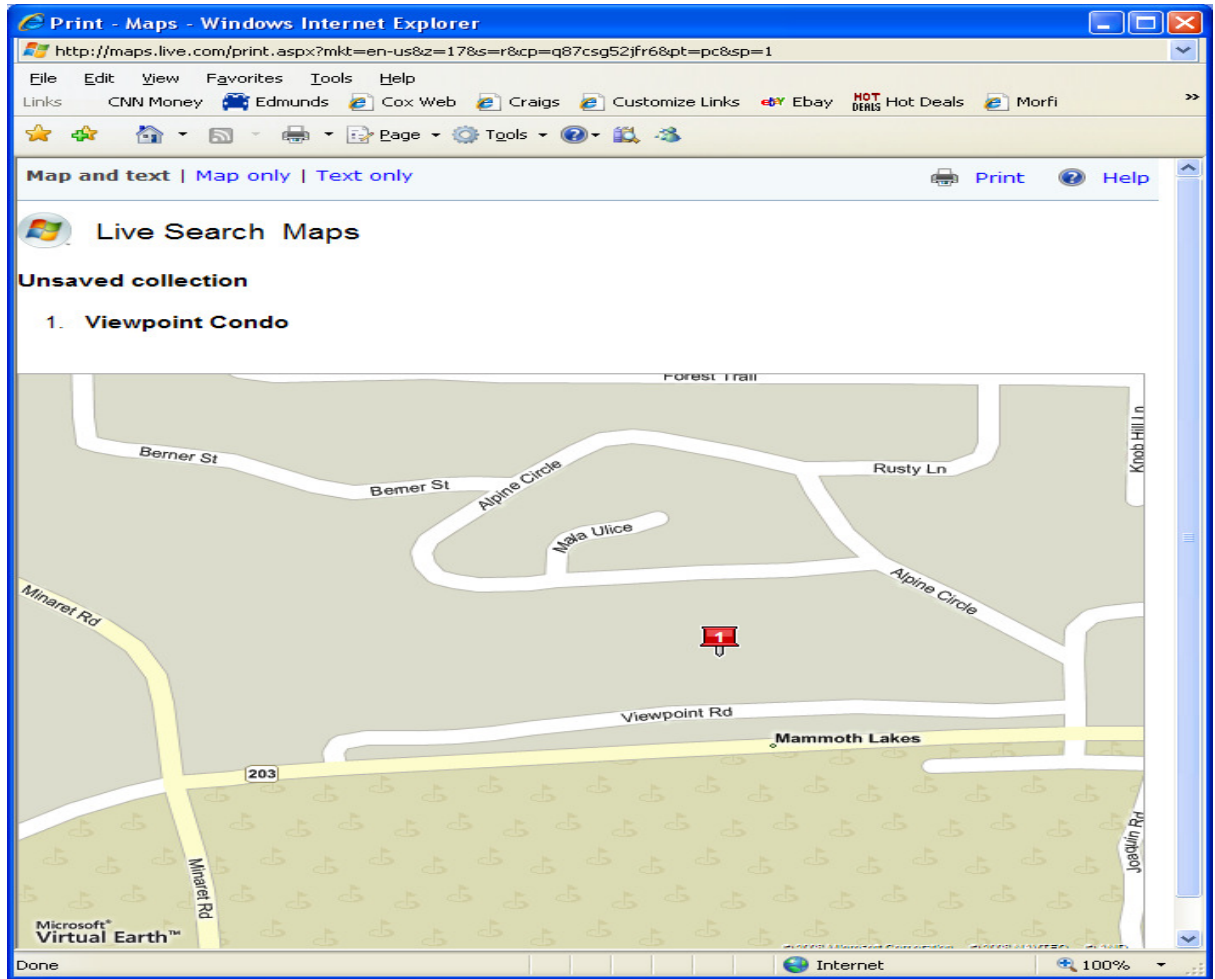 Print - Maps - Windows Internet Explorer
http://maps.live.com/print.aspx?mkt=en-us&z=17&s=r&cp=q87csg52jfr6&pt=pc&sp=1
File Edit View Favorites Tools Help
Links CNN Money Edmunds Cox Web Craigs Customize Links ebY Ebay HOT DEALS Hot Deals Morfi »
Page Tools
Map and text | Map only | Text only Print Help
Live Search Maps
Unsaved collection
1. Viewpoint Condo
Forest Trail
Knob Hill Ln
Berner St
Rusty Ln
Berner St
Alpine Circle
Mala Ulice
Alpine Circle
Minaret Rd
1
Viewpoint Rd
Mammoth Lakes
203
Joaquin Rd
Minaret Rd
Microsoft®
Virtual Earth™
Done Internet 100%